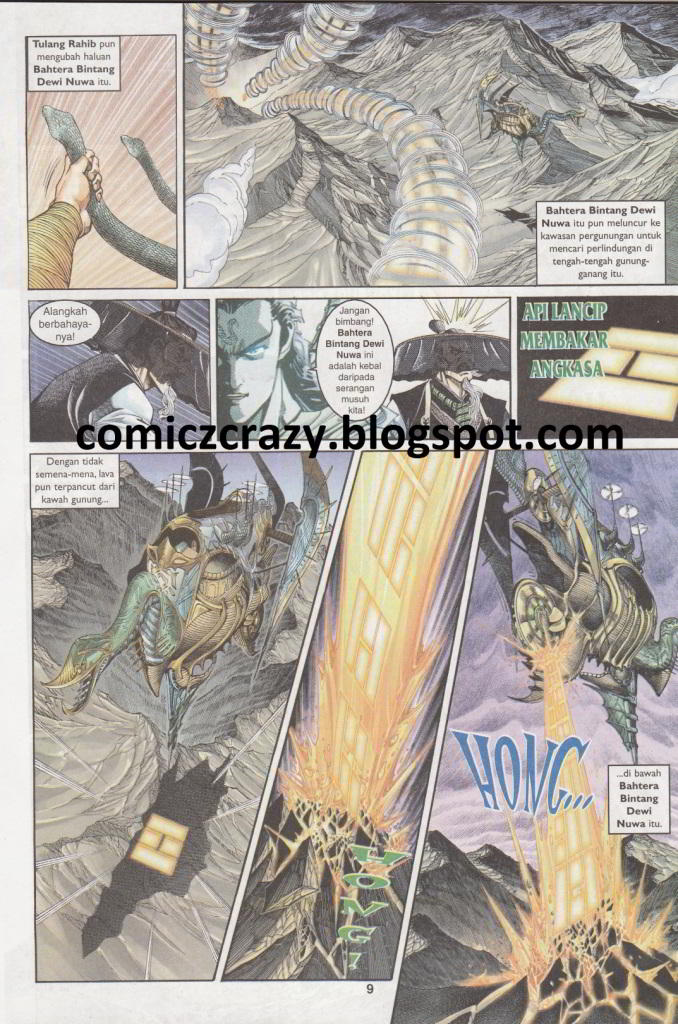 Tulang Rahib pun
mengubah haluan
Bahtera Bintang
Dewi Nuwa itu.
Bahtera Bintang Dewi
Nuwa itu pun meluncur ke
kawasan pergunungan untuk
mencari perlindungan di
tengah-tengah gunung-
ganang itu.
Alangkah
berbahaya-
nya!
Jangan
bimbang!
Bahtera
Bintang Dewi
Nuwa ini
adalah kebal
daripada
serangan
musuh
kita!
API LANCIP
MEMBAKAR
ANGKASA
comiczcrazy.blogspot.com
Dengan tidak
semena-mena, lava
pun terpancut dari
kawah gunung...
HONG!
HONG...
...di bawah
Bahtera
Bintang
Dewi
Nuwa itu.
9